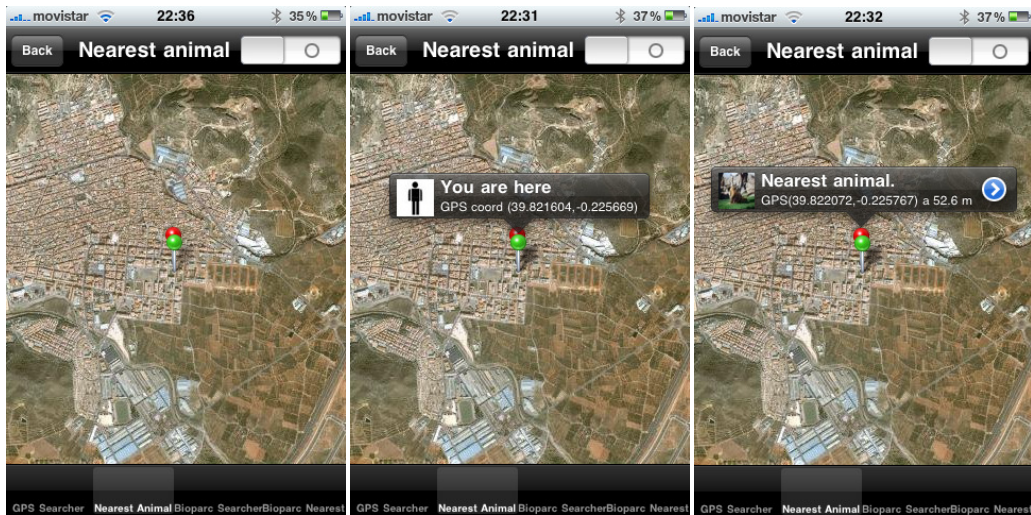 movistar 22:36 35%
Back Nearest animal
GPS Searcher Nearest Animal Bioparc Searcher Bioparc Nearest
movistar 22:31 37%
Back Nearest animal
You are here
GPS coord (39.821604,-0.225669)
GPS Searcher Nearest Animal Bioparc Searcher Bioparc Nearest
movistar 22:32 37%
Back Nearest animal
Nearest animal.
GPS(39.822072,-0.225767) a 52.6 m
GPS Searcher Nearest Animal Bioparc Searcher Bioparc Nearest